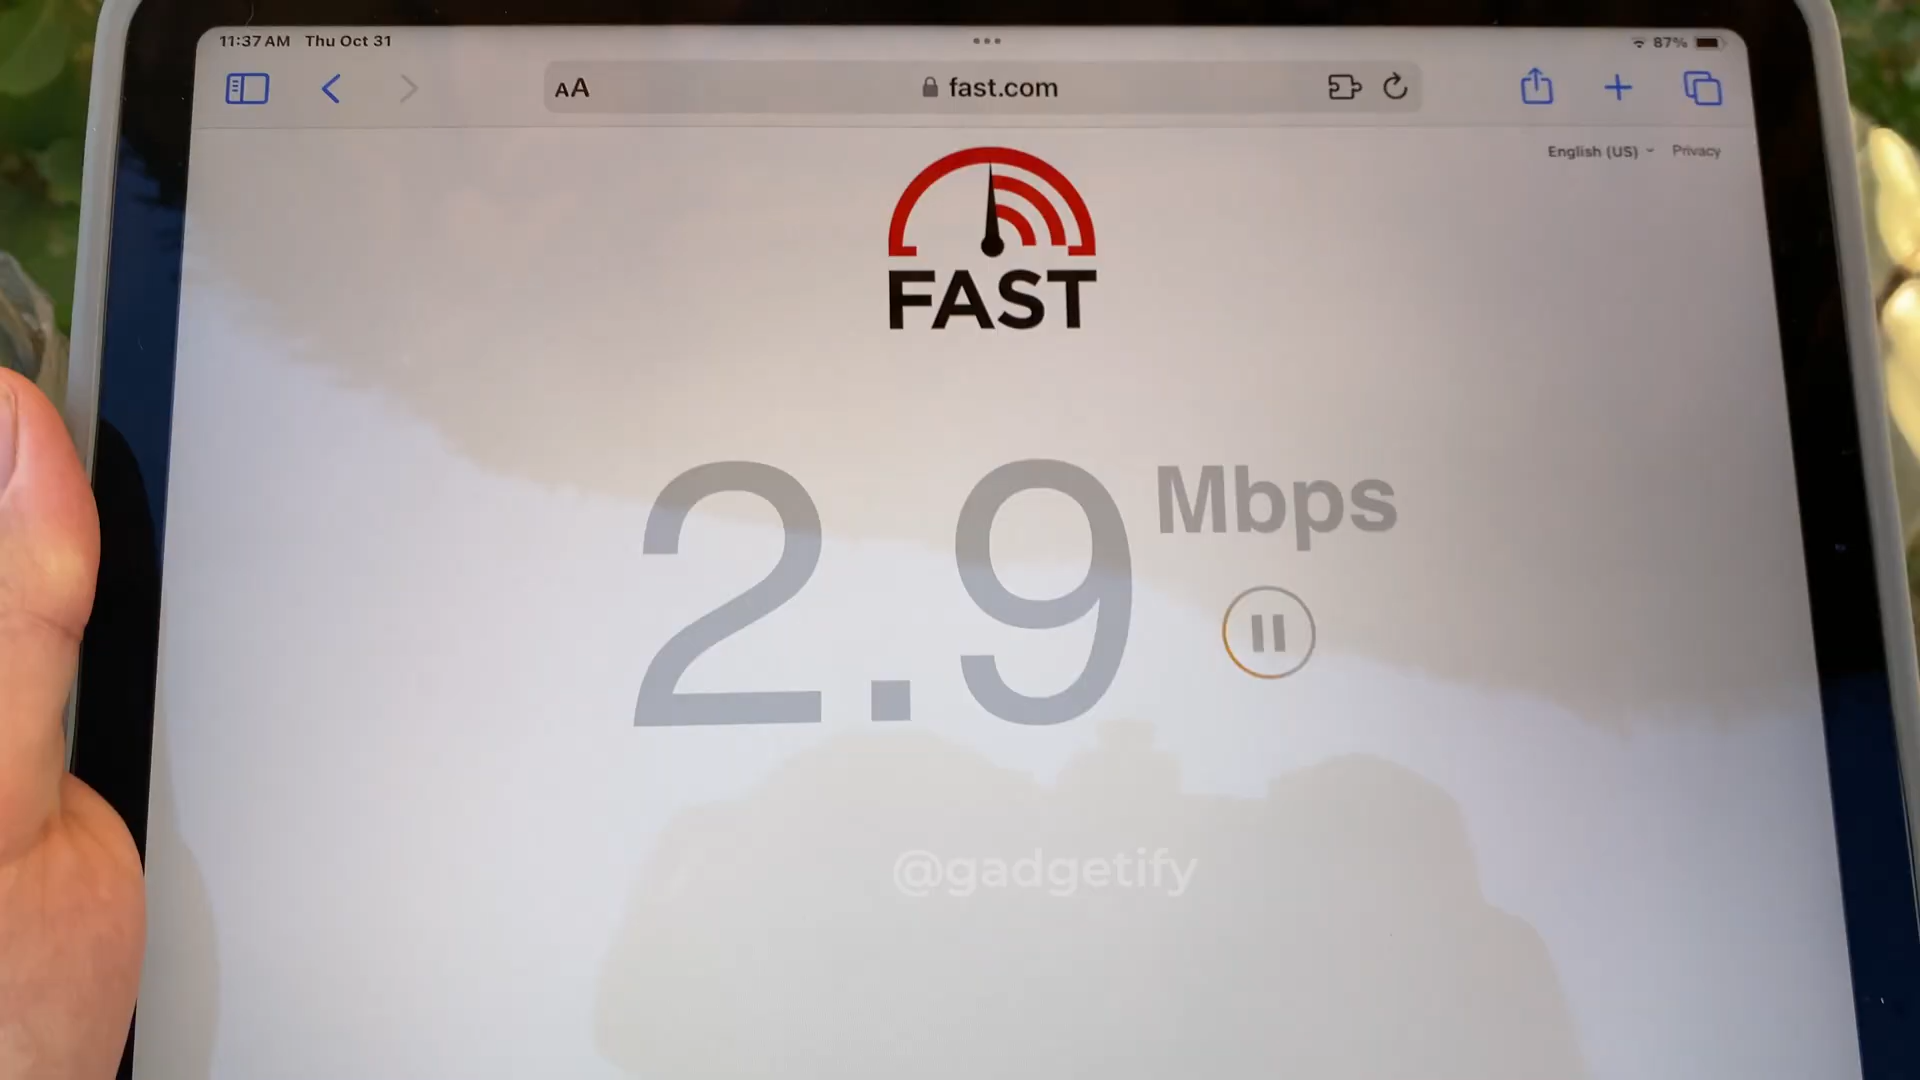 11:37 AM Thu Oct 31
87%
AA
fast.com
English (US)
Privacy
FAST
2.9 Mbps
@gadgetify